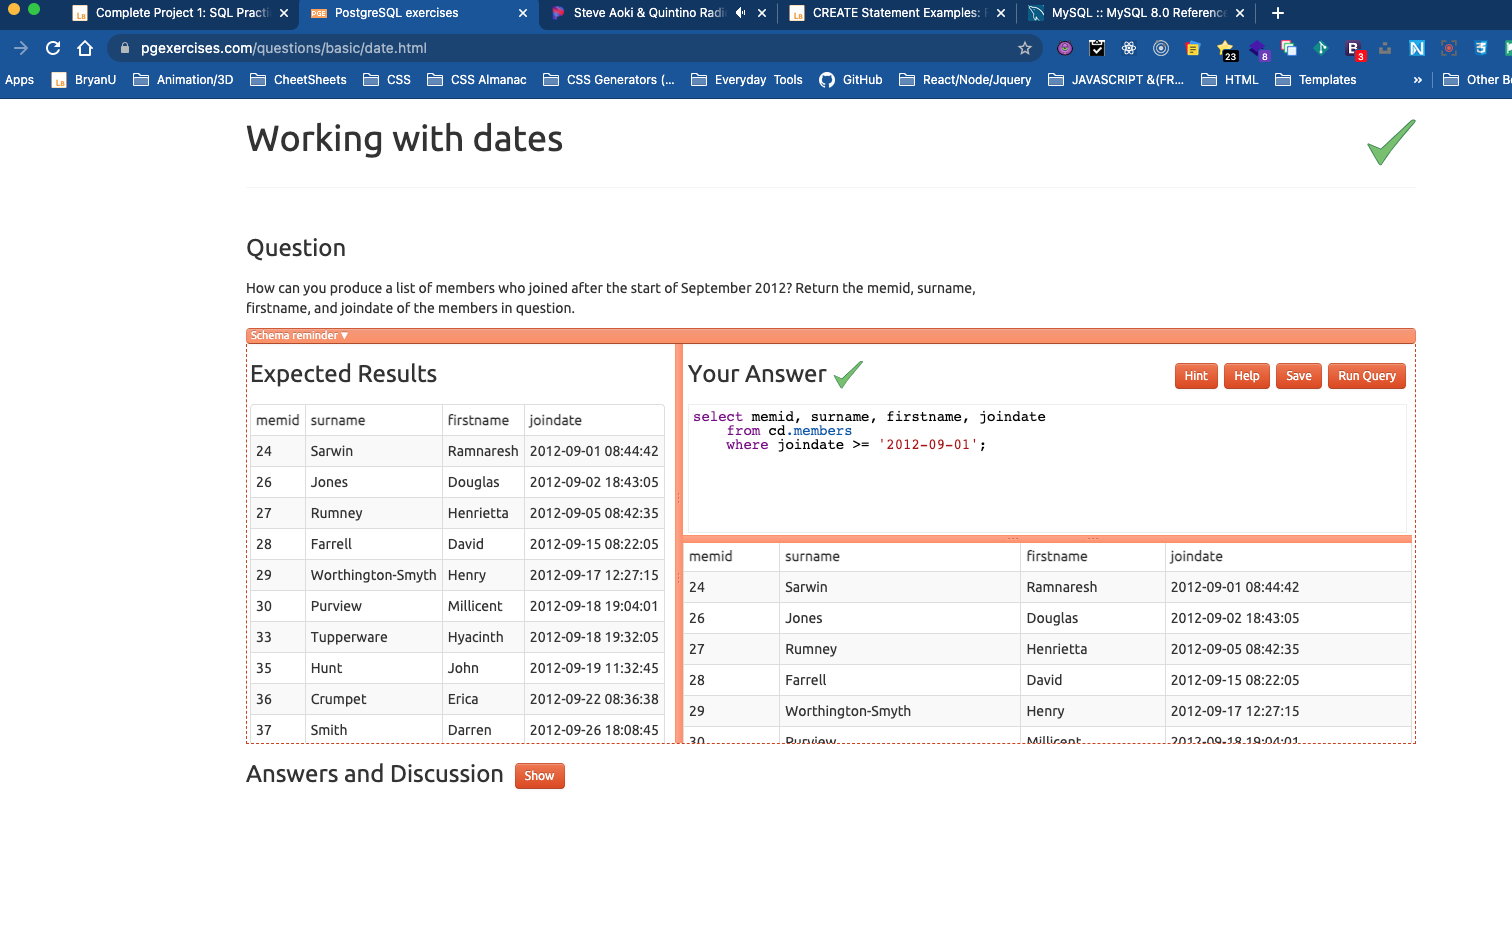 Complete Project 1: SQL Practi
PostgreSQL exercises
Steve Aoki & Quintino Radi
CREATE Statement Examples:
MySQL :: MySQL 8.0 Reference
pgexercises.com/questions/basic/date.html
23
8
3
Apps
BryanU
Animation/3D
CheetSheets
CSS
CSS Almanac
CSS Generators (...
Everyday Tools
GitHub
React/Node/Jquery
JAVASCRIPT &(FR...
HTML
Templates
»
Other B
Working with dates
Question
How can you produce a list of members who joined after the start of September 2012? Return the memid, surname,
firstname, and joindate of the members in question.
Schema reminder ▼
Expected Results
memid surname firstname joindate
24 Sarwin Ramnaresh 2012-09-01 08:44:42
26 Jones Douglas 2012-09-02 18:43:05
27 Rumney Henrietta 2012-09-05 08:42:35
28 Farrell David 2012-09-15 08:22:05
29 Worthington-Smyth Henry 2012-09-17 12:27:15
30 Purview Millicent 2012-09-18 19:04:01
33 Tupperware Hyacinth 2012-09-18 19:32:05
35 Hunt John 2012-09-19 11:32:45
36 Crumpet Erica 2012-09-22 08:36:38
37 Smith Darren 2012-09-26 18:08:45
Your Answer
Hint
Help
Save
Run Query
select memid, surname, firstname, joindate
from cd.members
where joindate >= '2012-09-01';
memid surname firstname joindate
24 Sarwin Ramnaresh 2012-09-01 08:44:42
26 Jones Douglas 2012-09-02 18:43:05
27 Rumney Henrietta 2012-09-05 08:42:35
28 Farrell David 2012-09-15 08:22:05
29 Worthington-Smyth Henry 2012-09-17 12:27:15
30 Purview Millicent 2012-09-18 19:04:01
Answers and Discussion
Show